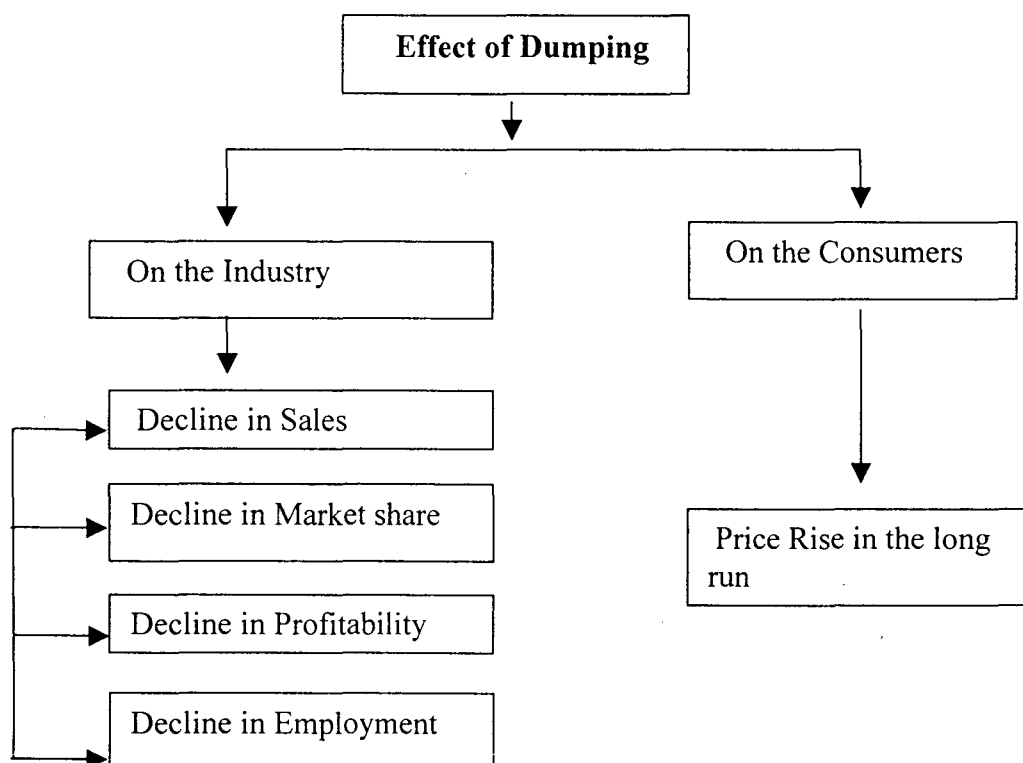 Effect of Dumping
On the Industry
On the Consumers
Decline in Sales
Decline in Market share
Decline in Profitability
Decline in Employment
Price Rise in the long
run